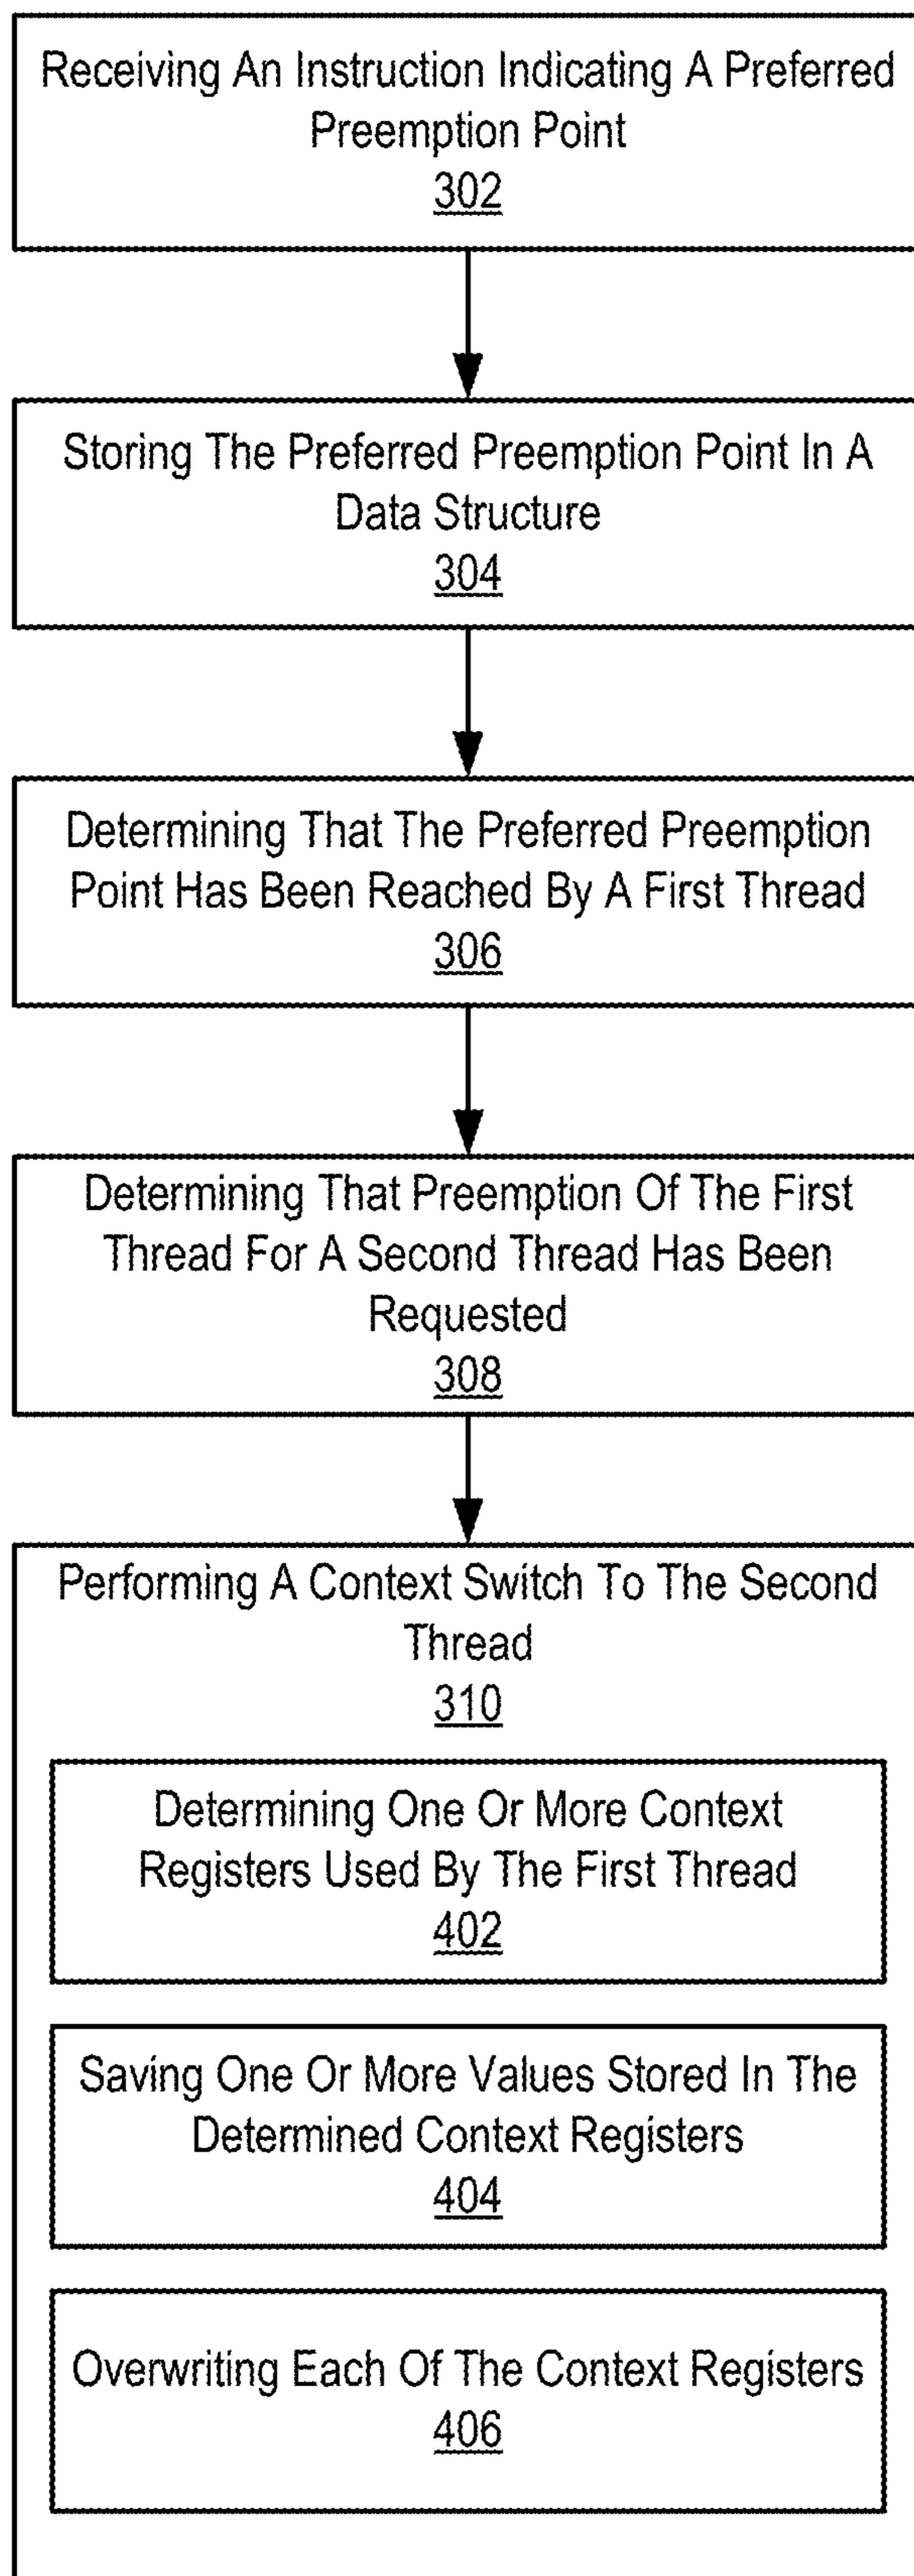 Receiving An Instruction Indicating A Preferred
Preemption Point
302
Storing The Preferred Preemption Point In A
Data Structure
304
Determining That The Preferred Preemption
Point Has Been Reached By A First Thread
306
Determining That Preemption Of The First
Thread For A Second Thread Has Been
Requested
308
Performing A Context Switch To The Second
Thread
310
Determining One Or More Context
Registers Used By The First Thread
402
Saving One Or More Values Stored In The
Determined Context Registers
404
Overwriting Each Of The Context Registers
406